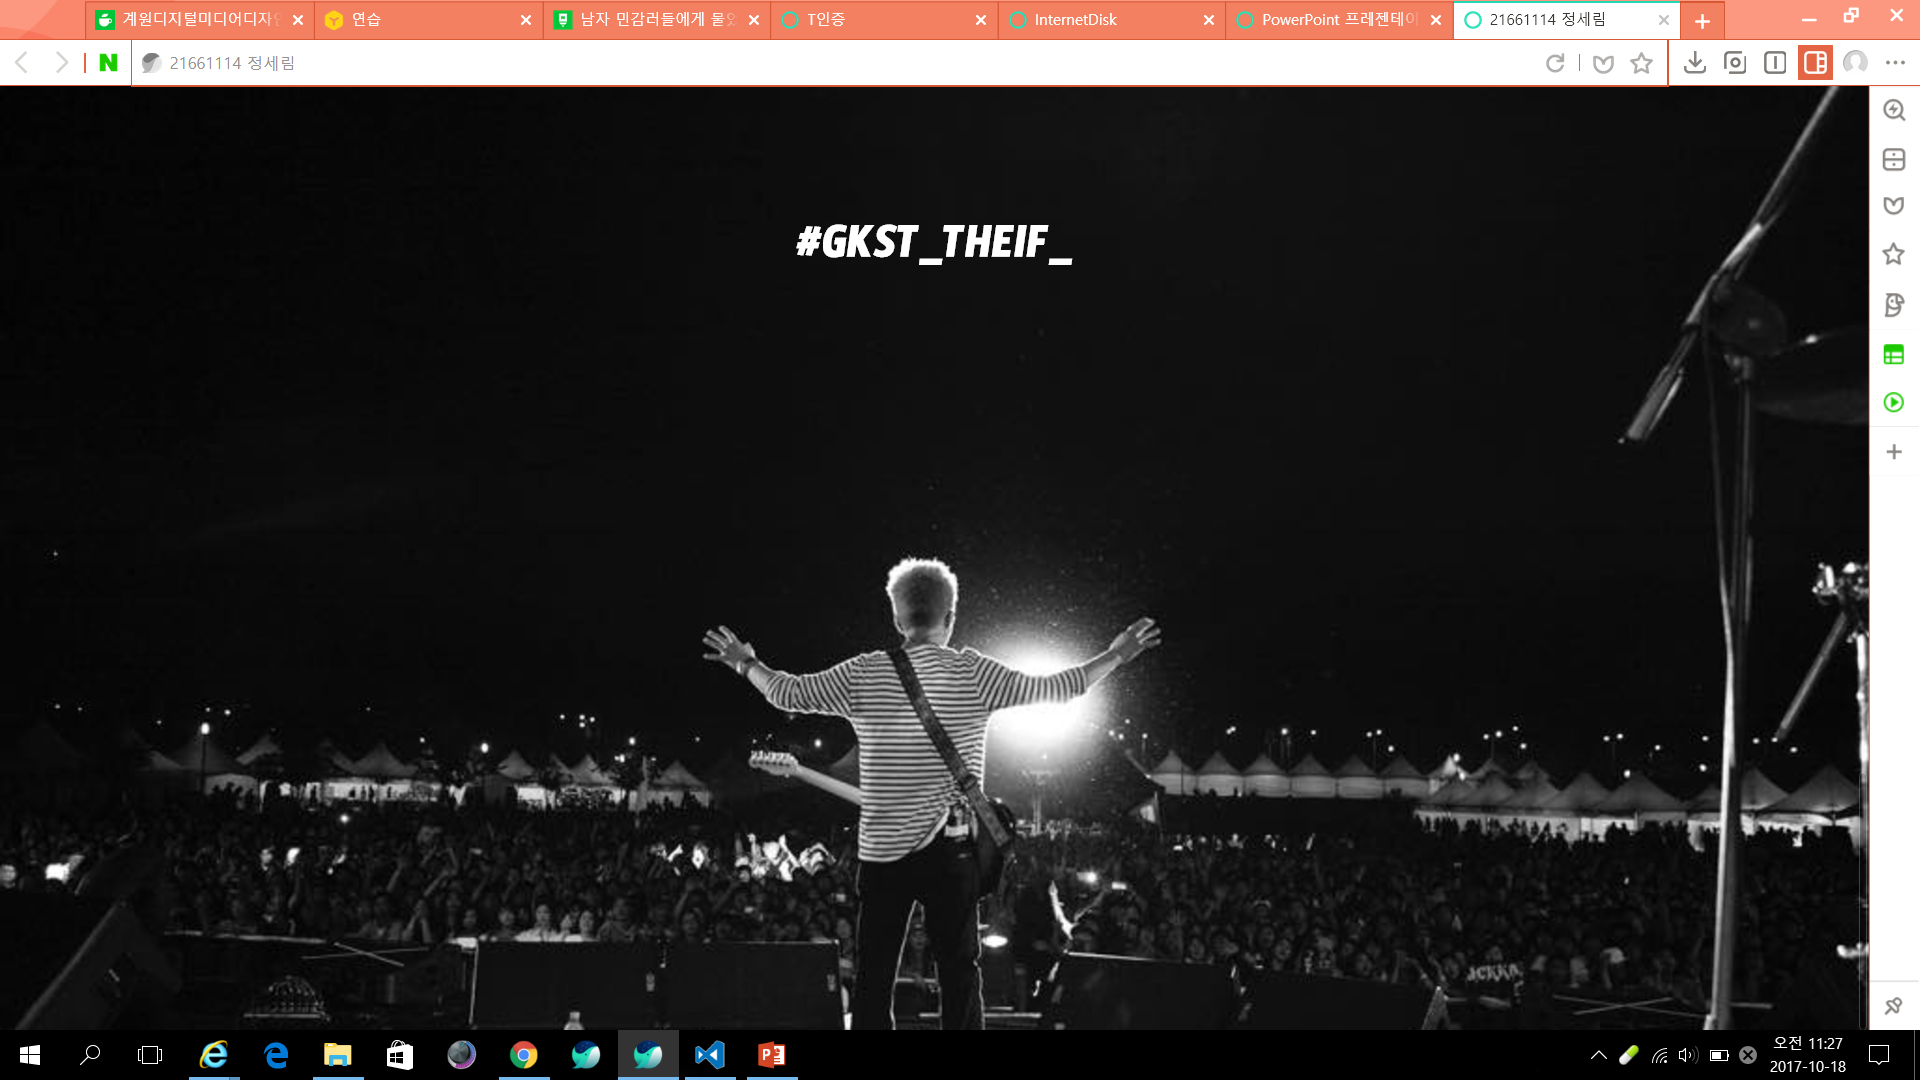 계원디지털미디어디자인
연습
남자 민감러들에게 물었
T인증
InternetDisk
PowerPoint 프레젠테이
21661114 정세림
N
21661114 정세림
#GKST_THEIF_
오전 11:27
2017-10-18